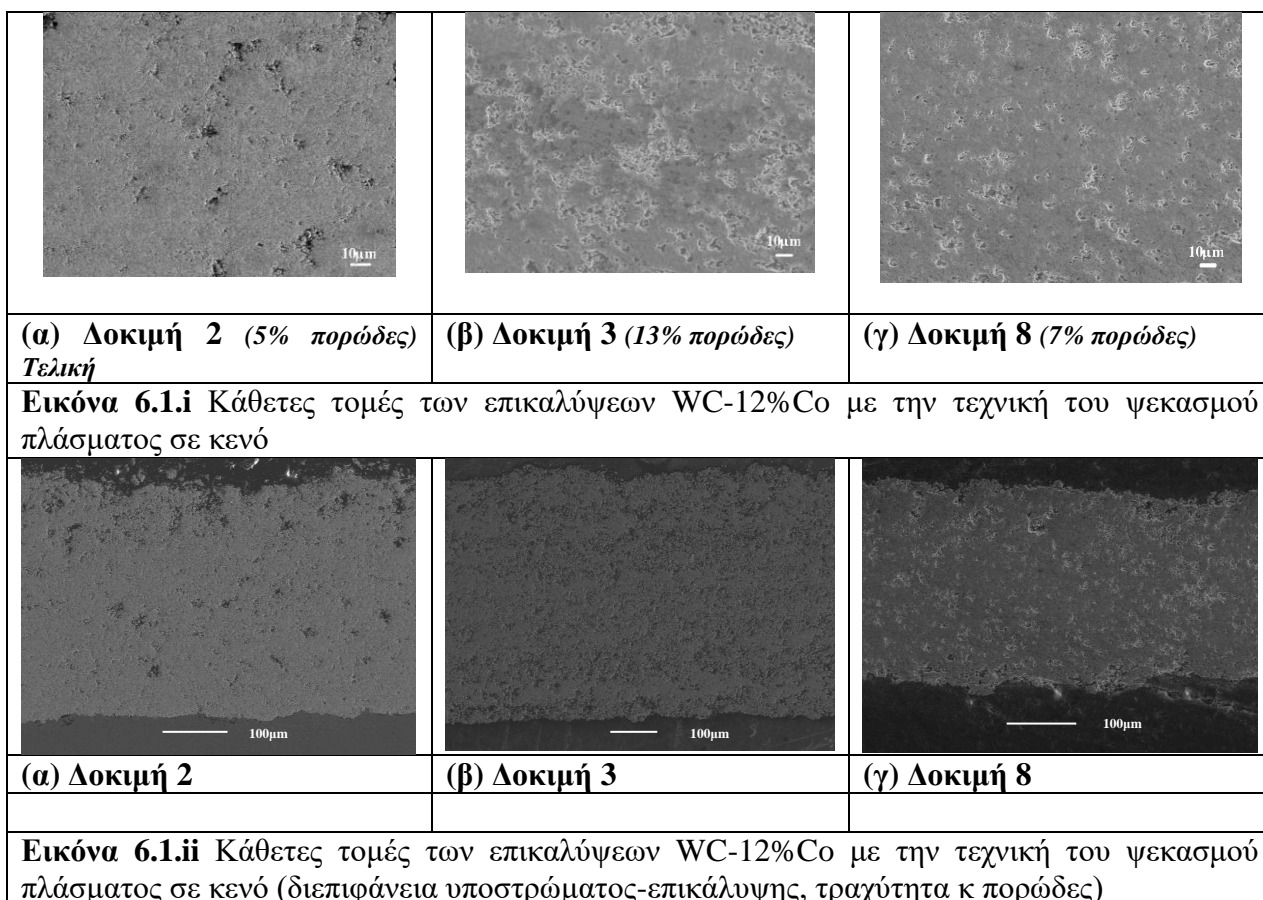 10μm
10μm
10μm
(α) Δοκιμή 2 (5% πορώδες)
Τελική
(β) Δοκιμή 3 (13% πορώδες)
(γ) Δοκιμή 8 (7% πορώδες)
Εικόνα 6.1.i Κάθετες τομές των επικαλύψεων WC-12%Co με την τεχνική του ψεκασμού
πλάσματος σε κενό
100μm
100μm
100μm
(α) Δοκιμή 2
(β) Δοκιμή 3
(γ) Δοκιμή 8
Εικόνα 6.1.ii Κάθετες τομές των επικαλύψεων WC-12%Co με την τεχνική του ψεκασμού
πλάσματος σε κενό (διεπιφάνεια υποστρώματος-επικάλυψης, τραχύτητα κ πορώδες)